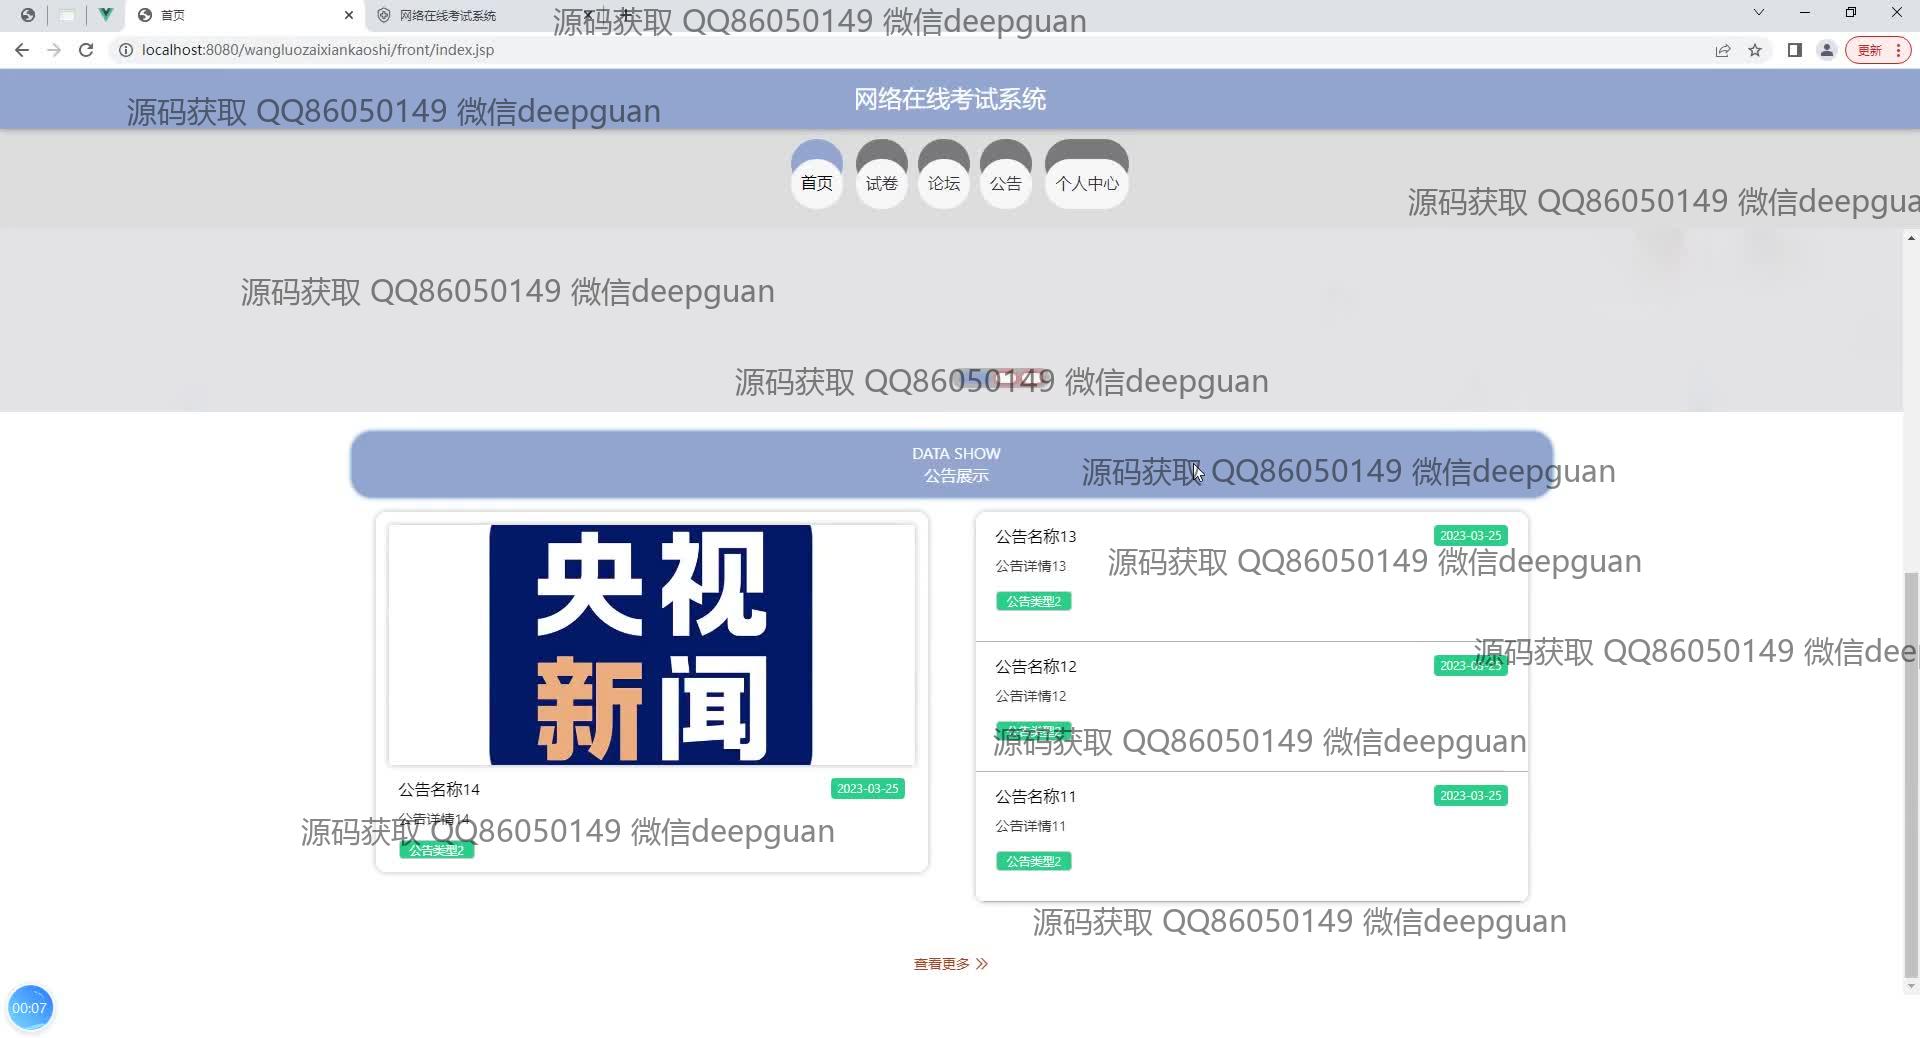 首页
网络在线考试系统
源码获取 QQ86050149 微信deepguan
localhost:8080/wangluozaixiankaoshi/front/index.jsp
更新
网络在线考试系统
源码获取 QQ86050149 微信deepguan
首页
试卷
论坛
公告
个人中心
源码获取 QQ86050149 微信deepgua
源码获取 QQ86050149 微信deepguan
源码获取 QQ86050149 微信deepguan
DATA SHOW
公告展示
源码获取 QQ86050149 微信deepguan
央视
新闻
公告名称14
2023-03-25
公告详情14
公告类型2
源码获取 QQ86050149 微信deepguan
公告名称13
2023-03-25
公告详情13
公告类型2
源码获取 QQ86050149 微信deepguan
公告名称12
2023-03-25
公告详情12
源码获取 QQ86050149 微信dee
源码获取 QQ86050149 微信deepguan
公告名称11
2023-03-25
公告详情11
公告类型2
源码获取 QQ86050149 微信deepguan
查看更多
00:07